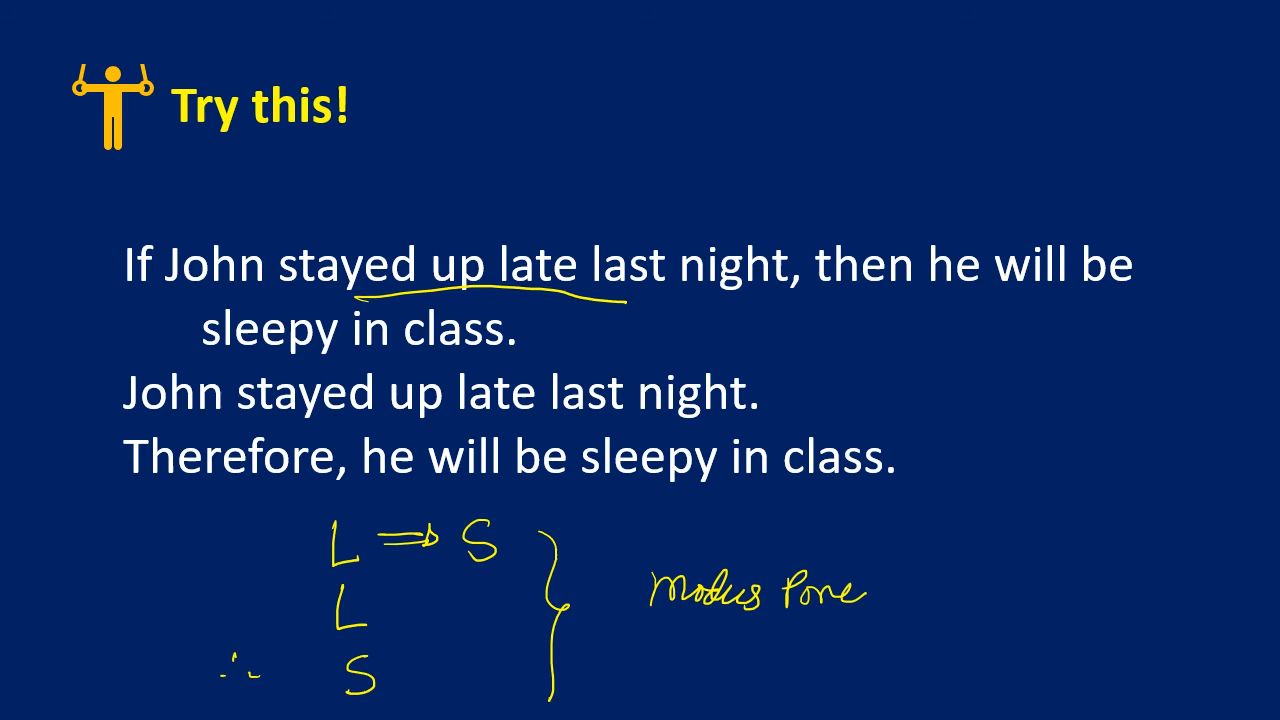 Try this!
If John stayed up late last night, then he will be
sleepy in class.
John stayed up late last night.
Therefore, he will be sleepy in class.
L ⇒ S
L
∴ S
Modus Pone